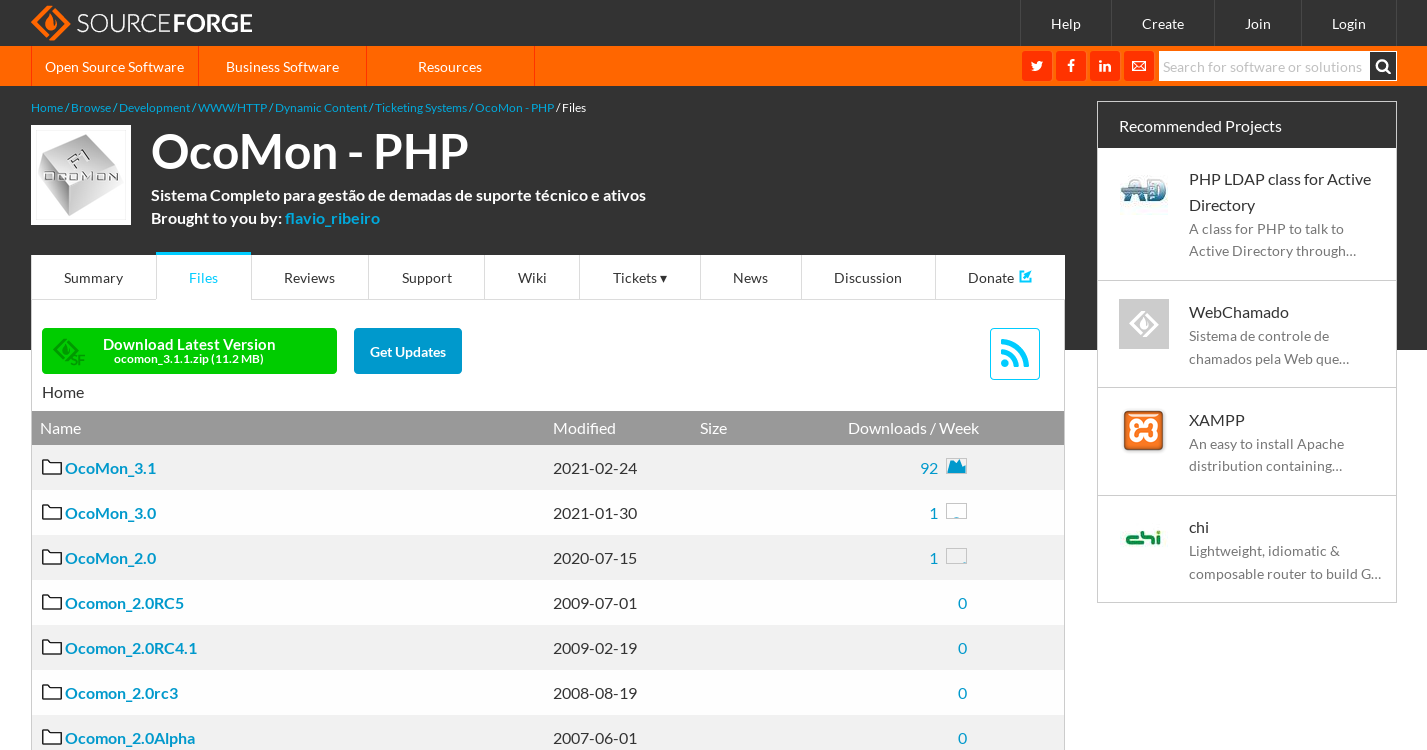 SOURCEFORGE
Help
Create
Join
Login
Open Source Software
Business Software
Resources
Search for software or solutions
Home / Browse / Development / WWW/HTTP / Dynamic Content / Ticketing Systems / OcoMon - PHP / Files
OcoMon
OcoMon - PHP
Sistema Completo para gestão de demadas de suporte técnico e ativos
Brought to you by: flavio_ribeiro
Summary
Files
Reviews
Support
Wiki
Tickets ▾
News
Discussion
Donate
Download Latest Version
ocomon_3.1.1.zip (11.2 MB)
Get Updates
Home
Name Modified Size Downloads / Week
OcoMon_3.1 2021-02-24 92
OcoMon_3.0 2021-01-30 1
OcoMon_2.0 2020-07-15 1
Ocomon_2.0RC5 2009-07-01 0
Ocomon_2.0RC4.1 2009-02-19 0
Ocomon_2.0rc3 2008-08-19 0
Ocomon_2.0Alpha 2007-06-01 0
Recommended Projects
PHP LDAP class for Active
Directory
A class for PHP to talk to
Active Directory through...
WebChamado
Sistema de controle de
chamados pela Web que...
XAMPP
An easy to install Apache
distribution containing...
chi
chi
Lightweight, idiomatic &
composable router to build G...